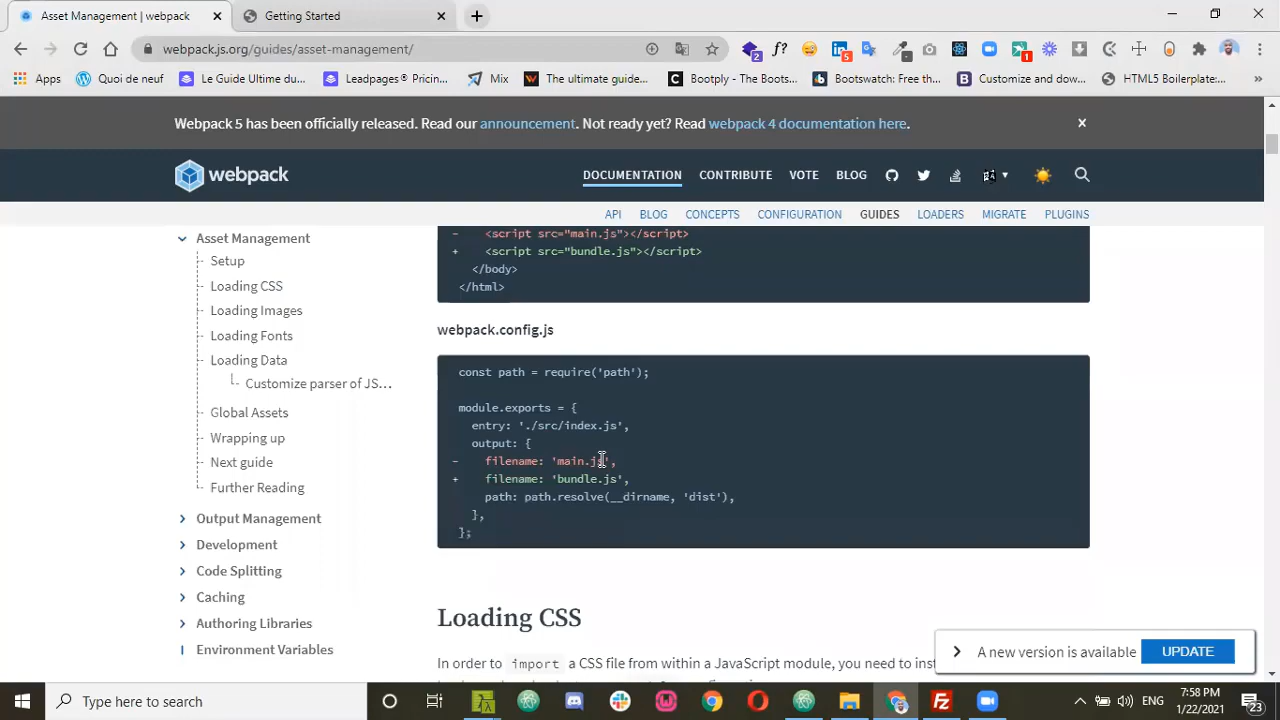 Asset Management | webpack
Getting Started
webpack.js.org/guides/asset-management/
Apps
Quoi de neuf
Le Guide Ultime du...
Leadpages® Pricin...
Mix
The ultimate guide...
Bootply - The Boots...
Bootswatch: Free th...
Customize and dow...
HTML5 Boilerplate:...
Webpack 5 has been officially released. Read our announcement. Not ready yet? Read webpack 4 documentation here.
webpack
DOCUMENTATION
CONTRIBUTE
VOTE
BLOG
API
BLOG
CONCEPTS
CONFIGURATION
GUIDES
LOADERS
MIGRATE
PLUGINS
Asset Management
Setup
Loading CSS
Loading Images
Loading Fonts
Loading Data
Customize parser of JS...
Global Assets
Wrapping up
Next guide
Further Reading
Output Management
Development
Code Splitting
Caching
Authoring Libraries
Environment Variables
- <script src="main.js"></script>
+ <script src="bundle.js"></script>
</body>
</html>
webpack.config.js
const path = require('path');
module.exports = {
entry: './src/index.js',
output: {
- filename: 'main.js',
+ filename: 'bundle.js',
path: path.resolve(__dirname, 'dist'),
},
};
Loading CSS
In order to import a CSS file from within a JavaScript module, you need to inst
A new version is available
UPDATE
Type here to search
ENG
7:58 PM
1/22/2021
23